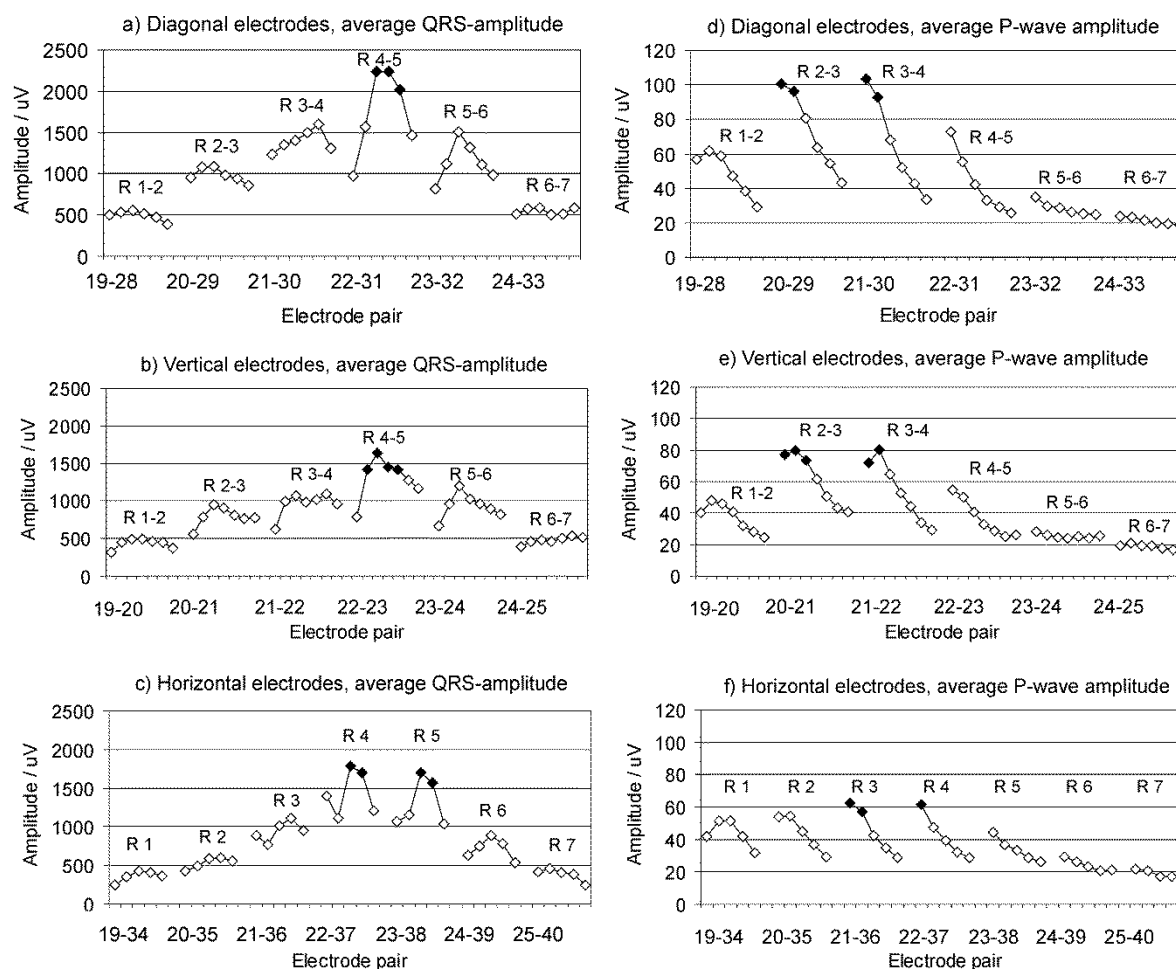 a) Diagonal electrodes, average QRS-amplitude
2500
2000
1500
1000
500
0
Amplitude / uV
R 1-2
R 2-3
R 3-4
R 4-5
R 5-6
R 6-7
19-28 20-29 21-30 22-31 23-32 24-33
Electrode pair
b) Vertical electrodes, average QRS-amplitude
2500
2000
1500
1000
500
0
Amplitude / uV
R 1-2
R 2-3
R 3-4
R 4-5
R 5-6
R 6-7
19-20 20-21 21-22 22-23 23-24 24-25
Electrode pair
c) Horizontal electrodes, average QRS-amplitude
2500
2000
1500
1000
500
0
Amplitude / uV
R 1
R 2
R 3
R 4
R 5
R 6
R 7
19-34 20-35 21-36 22-37 23-38 24-39 25-40
Electrode pair
d) Diagonal electrodes, average P-wave amplitude
120
100
80
60
40
20
0
Amplitude / uV
R 1-2
R 2-3
R 3-4
R 4-5
R 5-6
R 6-7
19-28 20-29 21-30 22-31 23-32 24-33
Electrode pair
e) Vertical electrodes, average P-wave amplitude
120
100
80
60
40
20
0
Amplitude / uV
R 1-2
R 2-3
R 3-4
R 4-5
R 5-6
R 6-7
19-20 20-21 21-22 22-23 23-24 24-25
Electrode pair
f) Horizontal electrodes, average P-wave amplitude
120
100
80
60
40
20
0
Amplitude / uV
R 1
R 2
R 3
R 4
R 5
R 6
R 7
19-34 20-35 21-36 22-37 23-38 24-39 25-40
Electrode pair